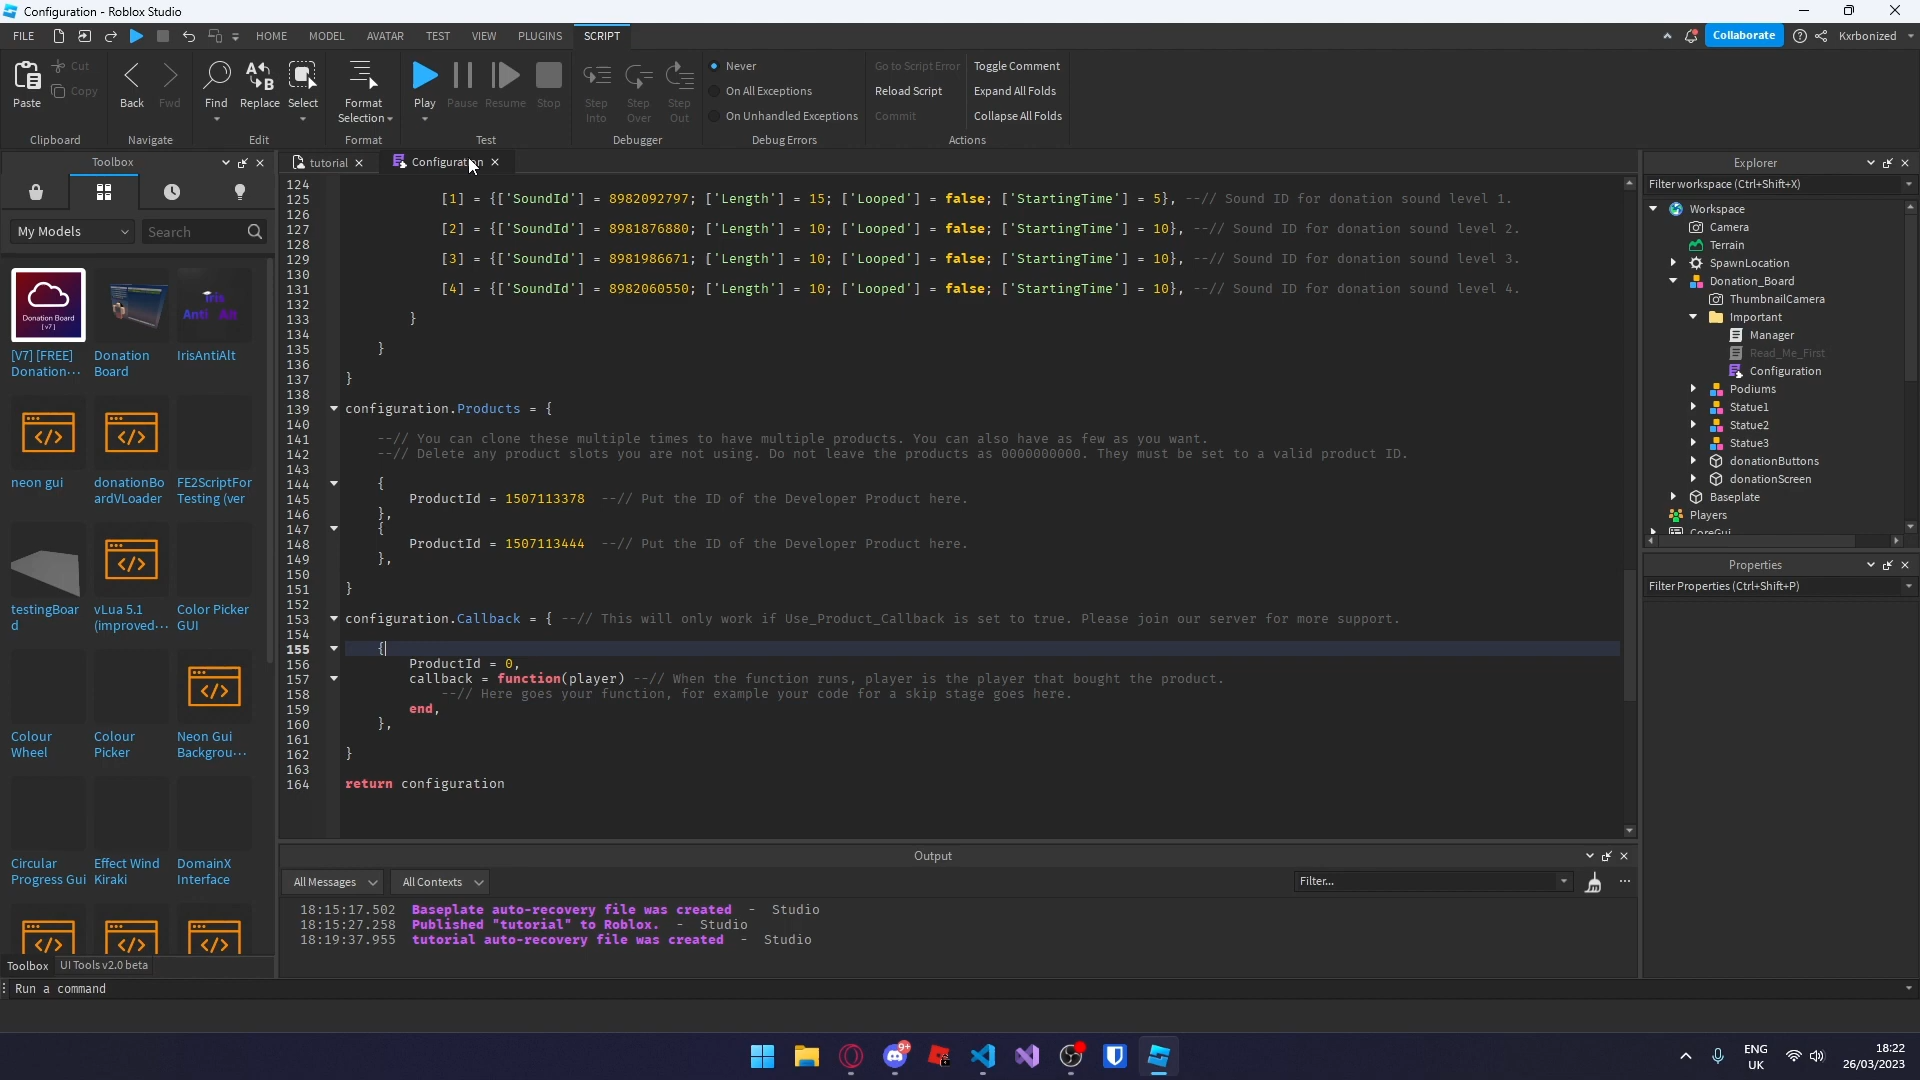 Configuration - Roblox Studio
FILE HOME MODEL AVATAR TEST VIEW PLUGINS SCRIPT Collaborate Kxrbonized
Paste Cut Copy Back Fwd Find Replace Select Format Selection Play Pause Resume Stop Step Into Step Over Step Out
Never Go to Script Error Toggle Comment
On All Exceptions Reload Script Expand All Folds
On Unhandled Exceptions Commit Collapse All Folds
Clipboard Navigate Edit Format Test Debugger Debug Errors Actions
Toolbox
My Models Search
[V7] [FREE] Donation... Donation Board IrisAntiAlt
neon gui donationBoardVLoader FE2ScriptFor Testing (ver
testingBoard vLua 5.1 (improved... Color Picker GUI
Colour Wheel Colour Picker Neon Gui Backgrou...
Circular Progress Gui Effect Wind Kiraki DomainX Interface
Toolbox UI Tools v2.0 beta
tutorial Configuration
124
125 [1] = {['SoundId'] = 8982092797; ['Length'] = 15; ['Looped'] = false; ['StartingTime'] = 5}, --// Sound ID for donation sound level 1.
126
127 [2] = {['SoundId'] = 8981876880; ['Length'] = 10; ['Looped'] = false; ['StartingTime'] = 10}, --// Sound ID for donation sound level 2.
128
129 [3] = {['SoundId'] = 8981986671; ['Length'] = 10; ['Looped'] = false; ['StartingTime'] = 10}, --// Sound ID for donation sound level 3.
130
131 [4] = {['SoundId'] = 8982060550; ['Length'] = 10; ['Looped'] = false; ['StartingTime'] = 10}, --// Sound ID for donation sound level 4.
132
133 }
134
135 }
136
137 }
138
139 configuration.Products = {
140
141 --// You can clone these multiple times to have multiple products. You can also have as few as you want.
142 --// Delete any product slots you are not using. Do not leave the products as 0000000000. They must be set to a valid product ID.
143
144 {
145 ProductId = 1507113378 --// Put the ID of the Developer Product here.
146 },
147 {
148 ProductId = 1507113444 --// Put the ID of the Developer Product here.
149 },
150
151 }
152
153 configuration.Callback = { --// This will only work if Use_Product_Callback is set to true. Please join our server for more support.
154
155 {
156 ProductId = 0,
157 callback = function(player) --// When the function runs, player is the player that bought the product.
158 --// Here goes your function, for example your code for a skip stage goes here.
159 end,
160 },
161
162 }
163
164 return configuration
Output
All Messages All Contexts Filter...
18:15:17.502 Baseplate auto-recovery file was created - Studio
18:15:27.258 Published "tutorial" to Roblox. - Studio
18:19:37.955 tutorial auto-recovery file was created - Studio
Explorer
Filter workspace (Ctrl+Shift+X)
Workspace
Camera
Terrain
SpawnLocation
Donation_Board
ThumbnailCamera
Important
Manager
Read_Me_First
Configuration
Podiums
Statue1
Statue2
Statue3
donationButtons
donationScreen
Baseplate
Players
CoreGui
Properties
Filter Properties (Ctrl+Shift+P)
Run a command
9+
ENG
UK
18:22
26/03/2023